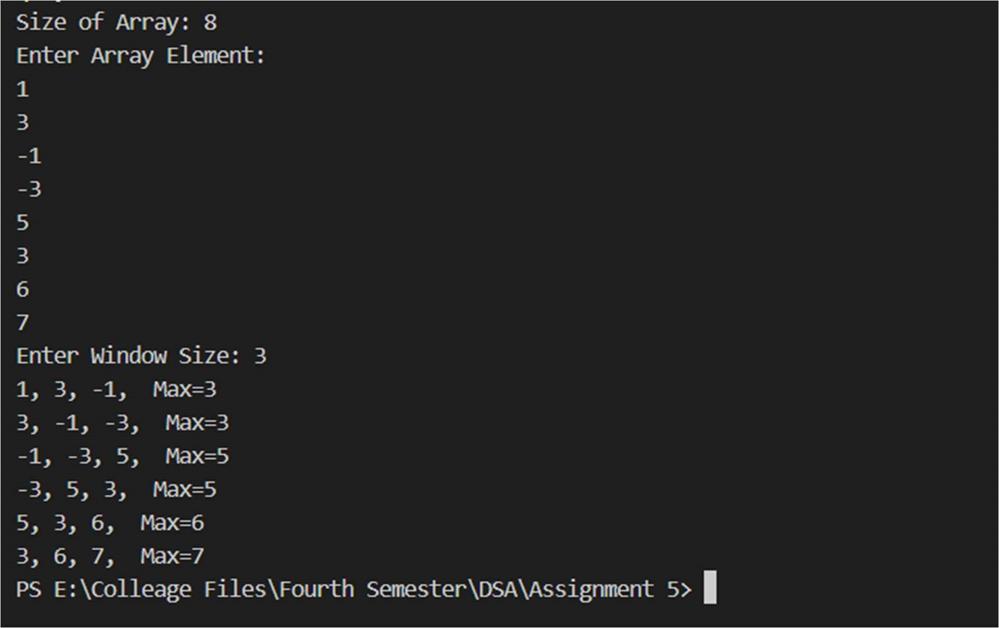 Size of Array: 8
Enter Array Element:
1
3
-1
-3
5
3
6
7
Enter Window Size: 3
1, 3, -1,  Max=3
3, -1, -3,  Max=3
-1, -3, 5,  Max=5
-3, 5, 3,  Max=5
5, 3, 6,  Max=6
3, 6, 7,  Max=7
PS E:\Colleage Files\Fourth Semester\DSA\Assignment 5>